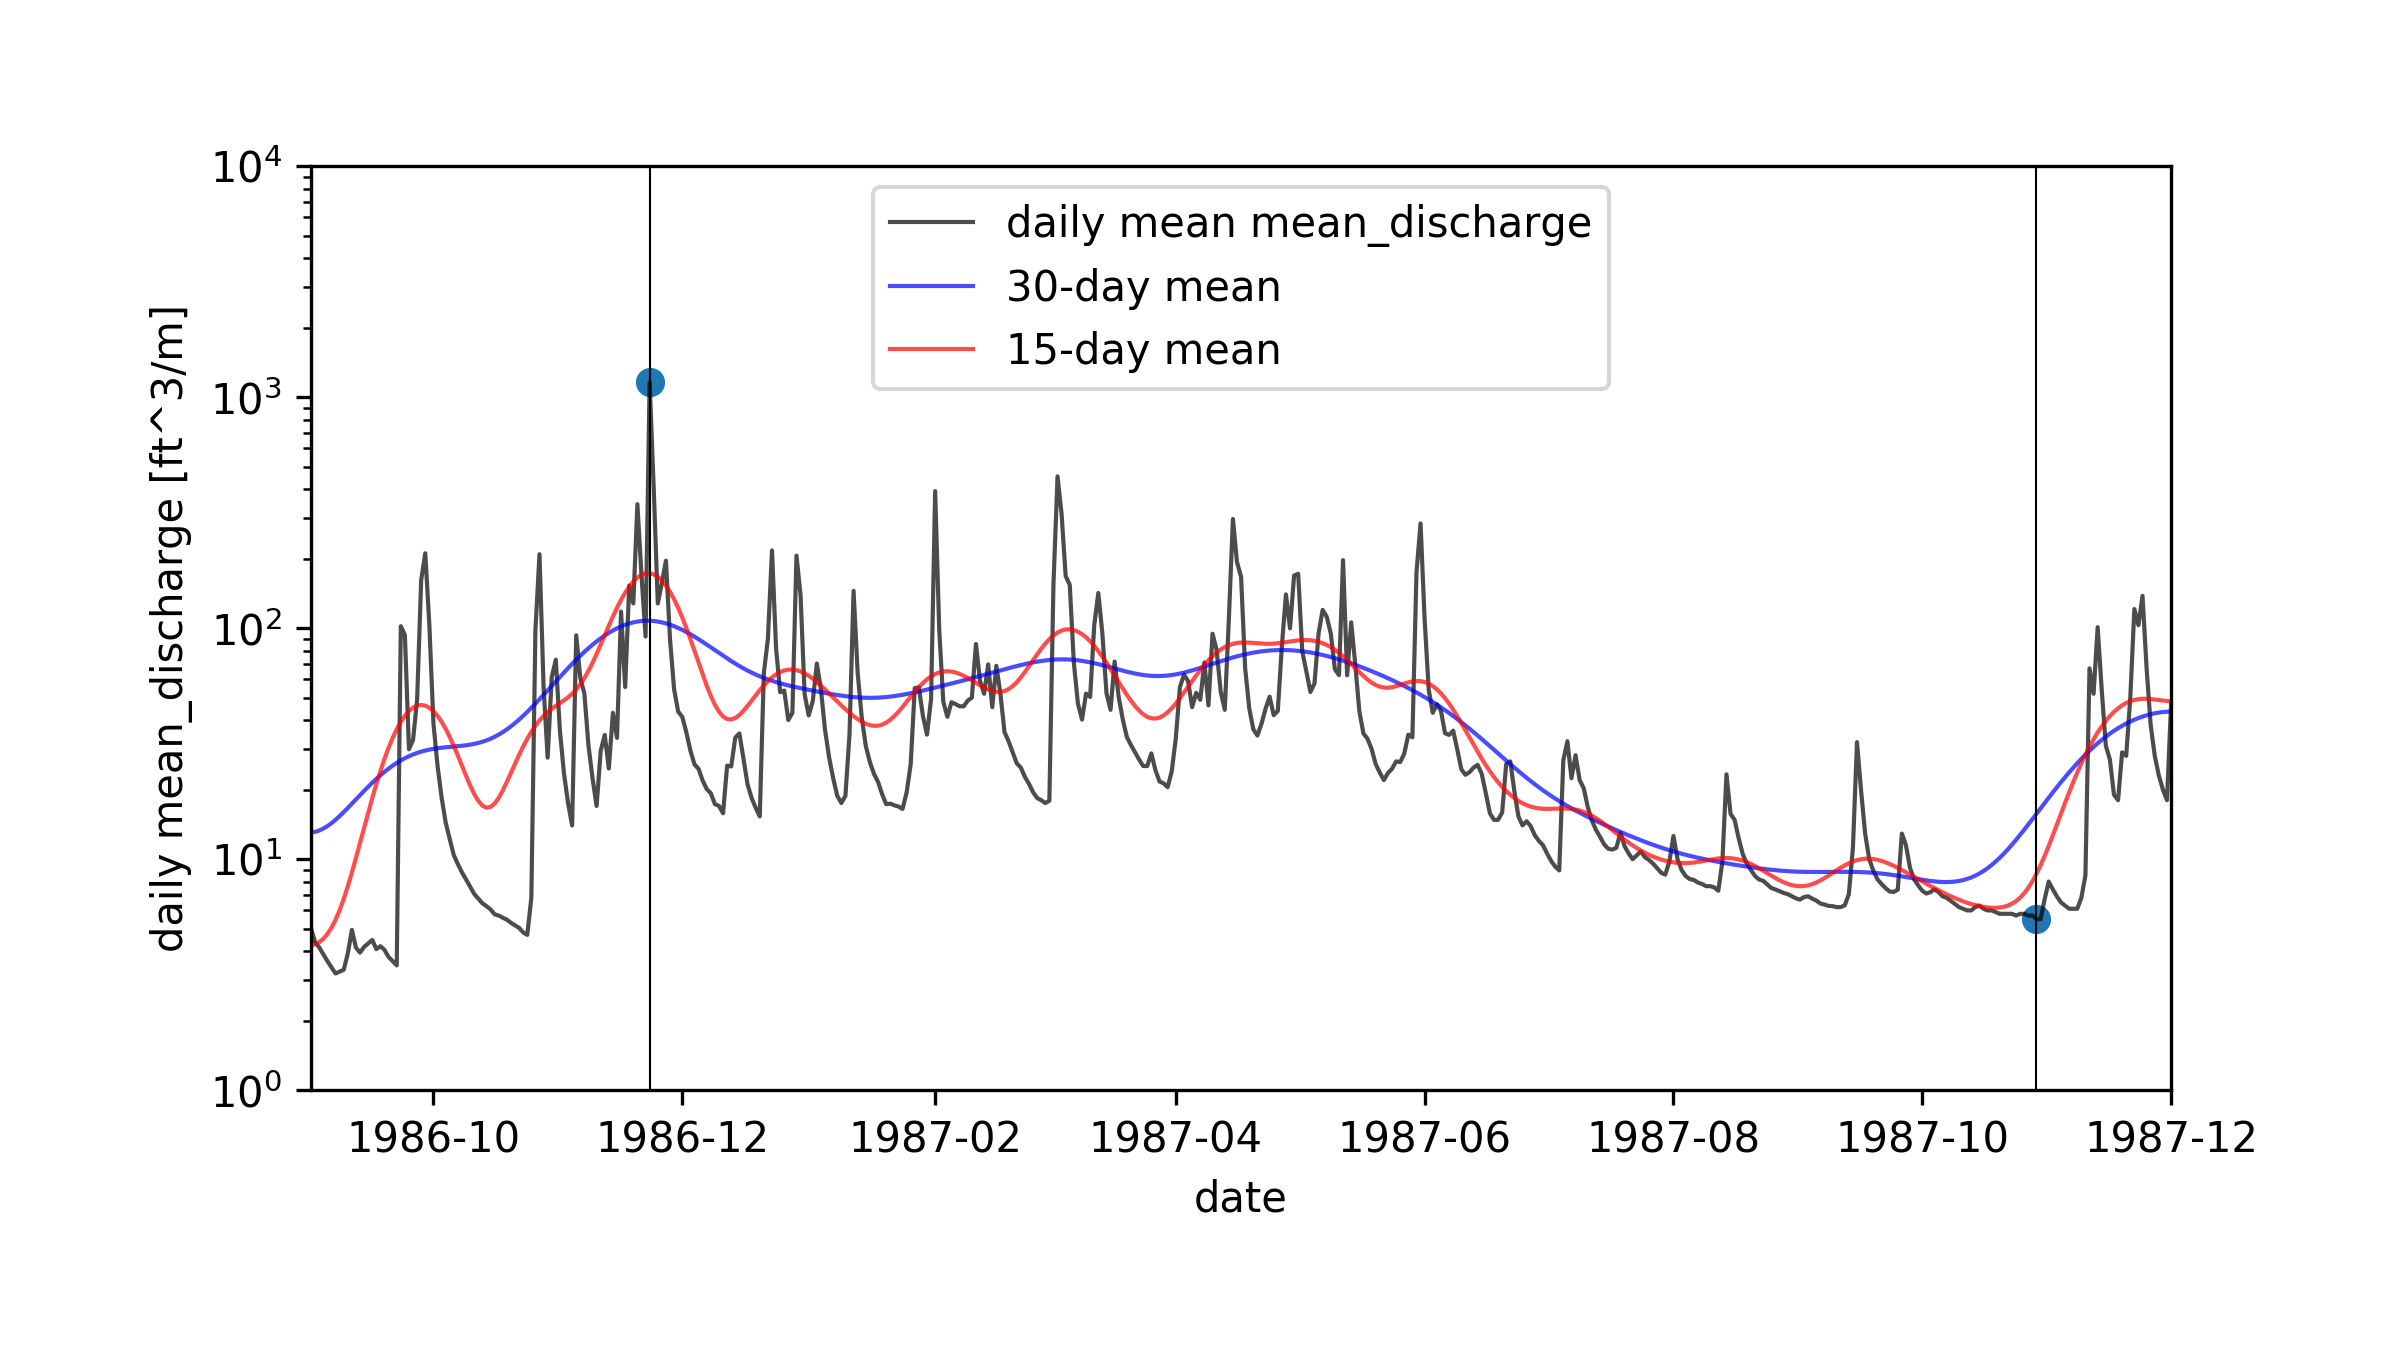 10^4
10^3
10^2
10^1
10^0
daily mean mean_discharge [ft^3/m]
daily mean mean_discharge
30-day mean
15-day mean
1986-10 1986-12 1987-02 1987-04 1987-06 1987-08 1987-10 1987-12
date